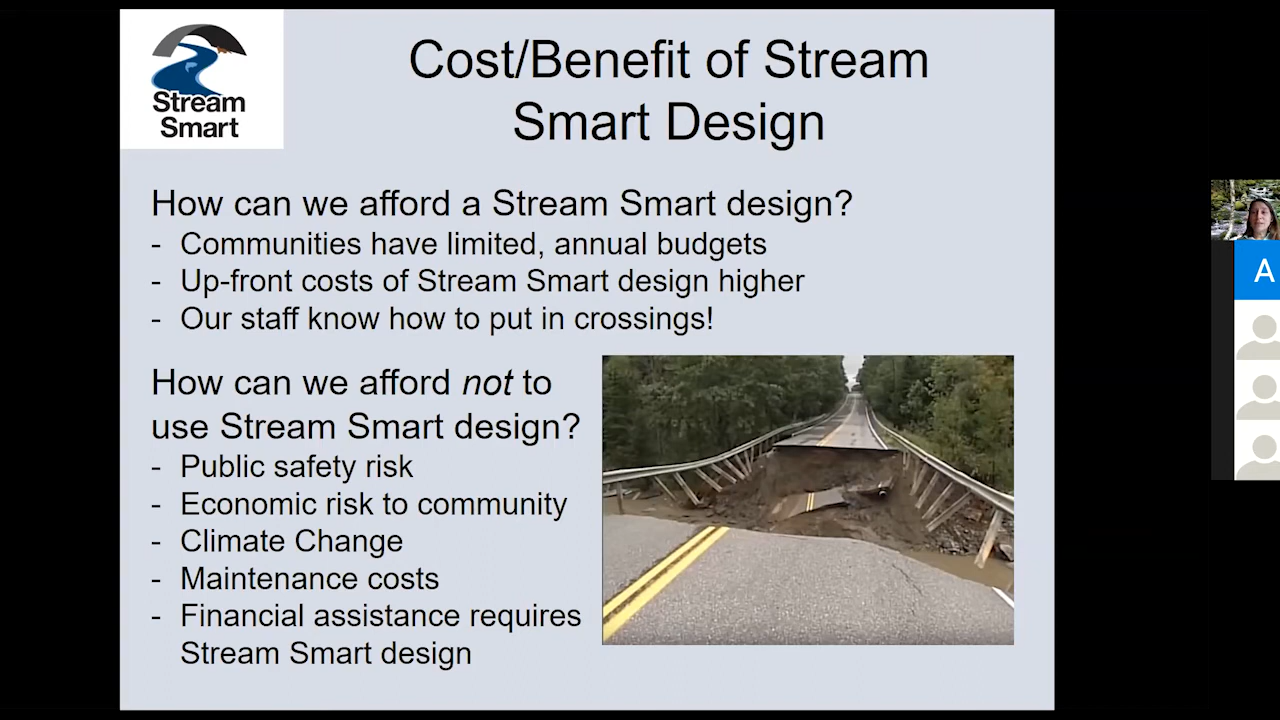 Stream
Smart
Cost/Benefit of Stream
Smart Design
How can we afford a Stream Smart design?
- Communities have limited, annual budgets
- Up-front costs of Stream Smart design higher
- Our staff know how to put in crossings!
How can we afford not to
use Stream Smart design?
- Public safety risk
- Economic risk to community
- Climate Change
- Maintenance costs
- Financial assistance requires
Stream Smart design
A